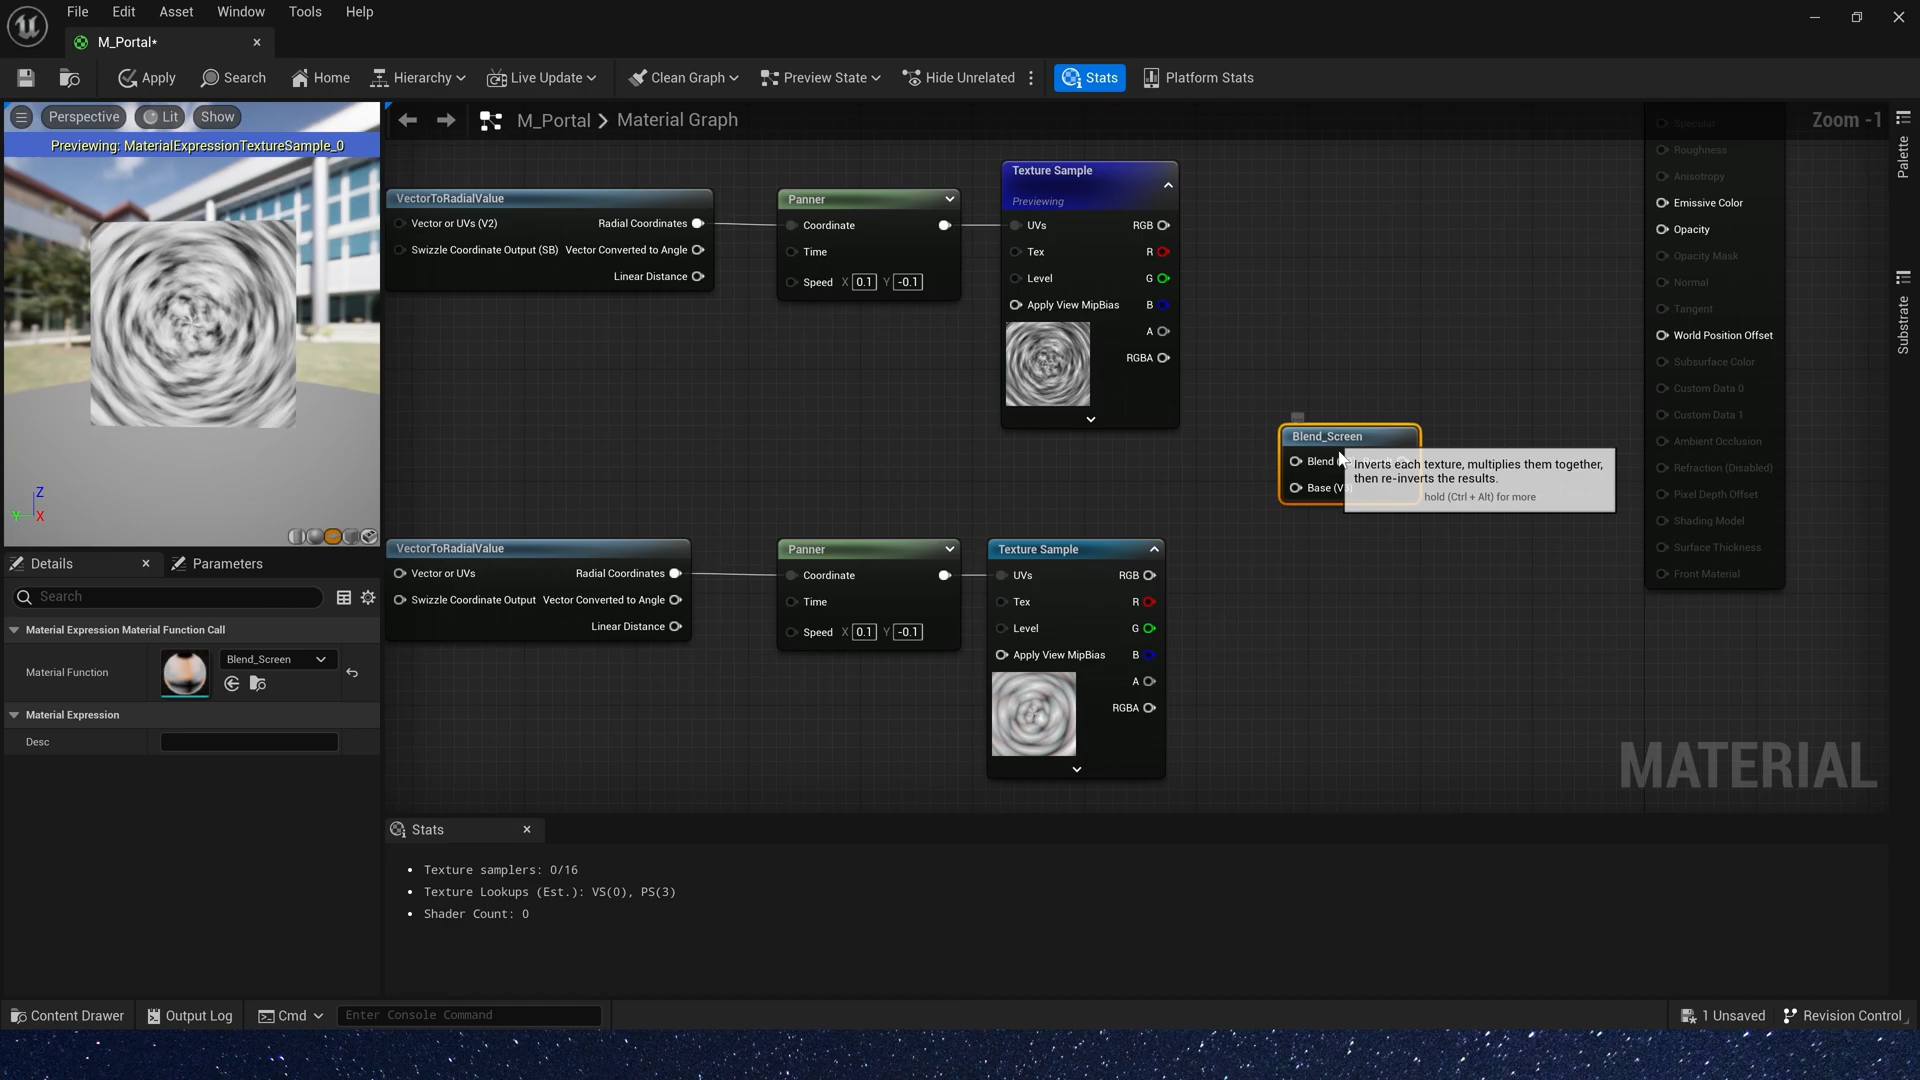 File Edit Asset Window Tools Help
M_Portal*
Apply Search Home Hierarchy Live Update Clean Graph Preview State Hide Unrelated Stats Platform Stats
Perspective Lit Show
Previewing: MaterialExpressionTextureSample_0
M_Portal > Material Graph
Zoom -1
Palette
Substrate
VectorToRadialValue
Vector or UVs (V2) Radial Coordinates
Swizzle Coordinate Output (SB) Vector Converted to Angle
Linear Distance
Panner
Coordinate
Time
Speed X 0.1 Y -0.1
Texture Sample
Previewing
UVs RGB
Tex R
Level G
Apply View MipBias B
A
RGBA
Specular
Roughness
Anisotropy
Emissive Color
Opacity
Opacity Mask
Normal
Tangent
World Position Offset
Subsurface Color
Custom Data 0
Custom Data 1
Ambient Occlusion
Refraction (Disabled)
Pixel Depth Offset
Shading Model
Surface Thickness
Front Material
Blend_Screen
Blend
Base (V3)
Inverts each texture, multiplies them together,
then re-inverts the results.
hold (Ctrl + Alt) for more
VectorToRadialValue
Vector or UVs Radial Coordinates
Swizzle Coordinate Output Vector Converted to Angle
Linear Distance
Panner
Coordinate
Time
Speed X 0.1 Y -0.1
Texture Sample
UVs RGB
Tex R
Level G
Apply View MipBias B
A
RGBA
MATERIAL
Z
Y X
Details
Parameters
Search
Material Expression Material Function Call
Material Function Blend_Screen
Material Expression
Desc
Stats
Texture samplers: 0/16
Texture Lookups (Est.): VS(0), PS(3)
Shader Count: 0
Content Drawer Output Log Cmd Enter Console Command 1 Unsaved Revision Control